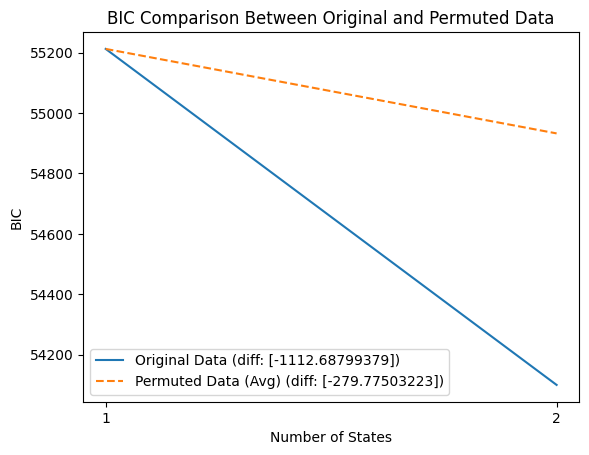 BIC Comparison Between Original and Permuted Data
55200
55000
54800
54600
54400
54200
BIC
Original Data (diff: [-1112.68799379])
Permuted Data (Avg) (diff: [-279.77503223])
1
2
Number of States